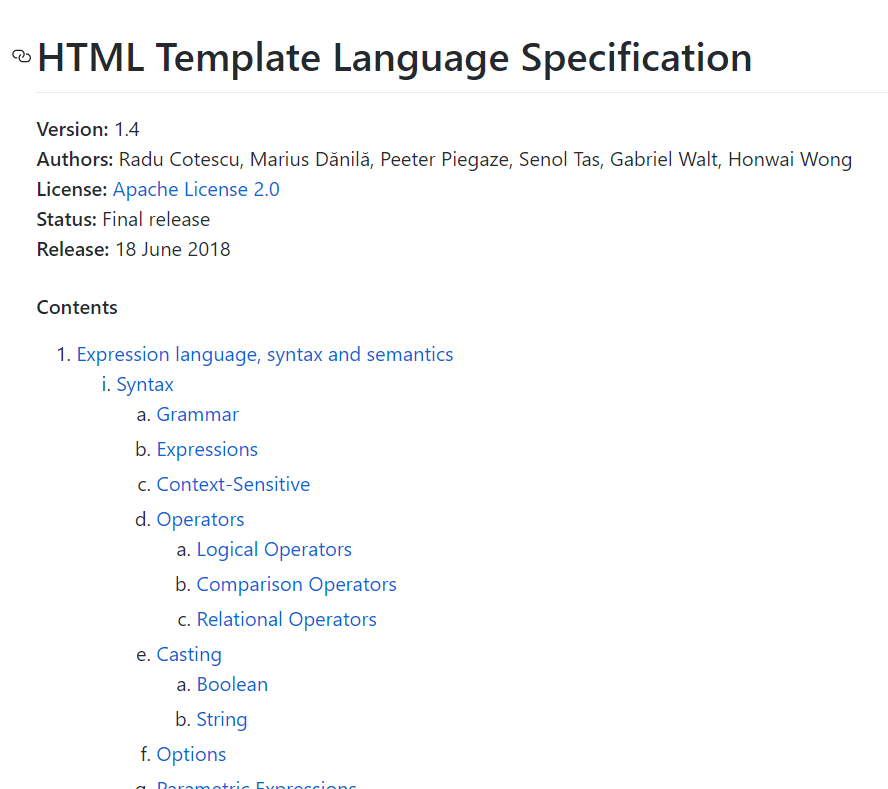 HTML Template Language Specification
Version: 1.4
Authors: Radu Cotescu, Marius Dănilă, Peeter Piegaze, Senol Tas, Gabriel Walt, Honwai Wong
License: Apache License 2.0
Status: Final release
Release: 18 June 2018
Contents
1. Expression language, syntax and semantics
i. Syntax
a. Grammar
b. Expressions
c. Context-Sensitive
d. Operators
a. Logical Operators
b. Comparison Operators
c. Relational Operators
e. Casting
a. Boolean
b. String
f. Options
g. Parametric Expressions